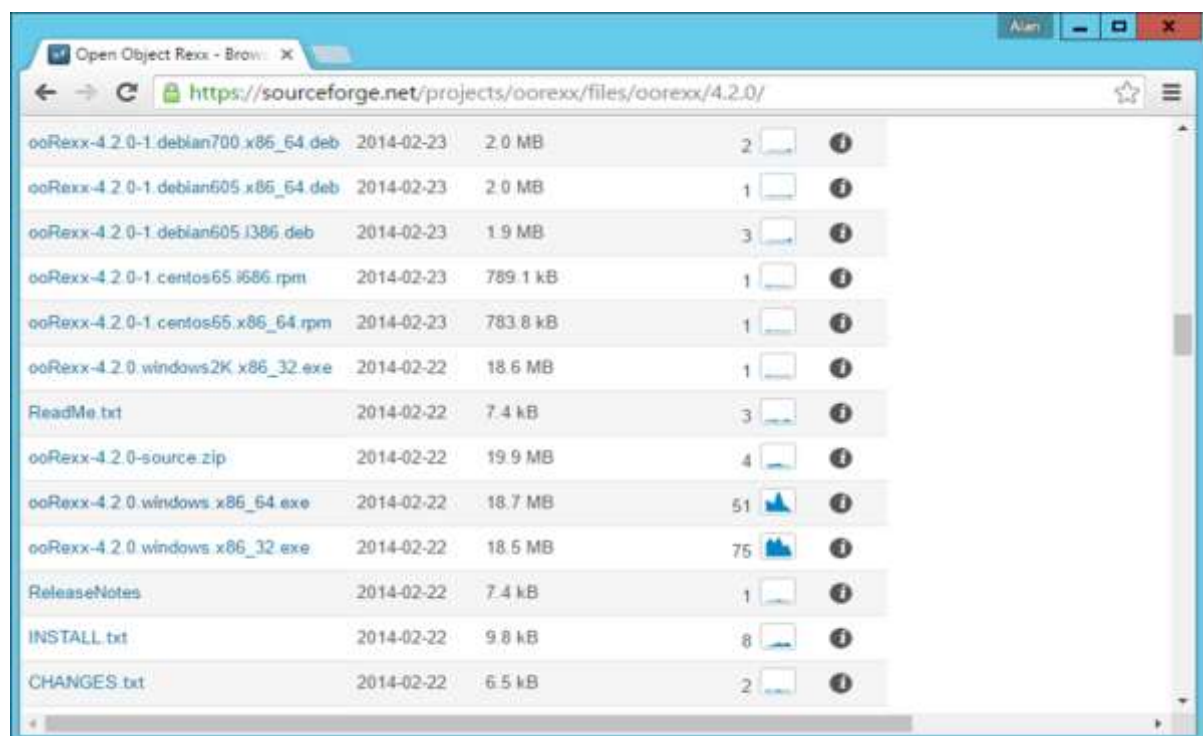 Alan
Open Object Rexx - Brow
https://sourceforge.net/projects/oorexx/files/oorexx/4.2.0/
ooRexx-4.2.0-1.debian700.x86_64.deb 2014-02-23 2.0 MB 2
ooRexx-4.2.0-1.debian605.x86_64.deb 2014-02-23 2.0 MB 1
ooRexx-4.2.0-1.debian605.i386.deb 2014-02-23 1.9 MB 3
ooRexx-4.2.0-1.centos65.i686.rpm 2014-02-23 789.1 kB 1
ooRexx-4.2.0-1.centos65.x86_64.rpm 2014-02-23 783.8 kB 1
ooRexx-4.2.0.windows2K.x86_32.exe 2014-02-22 18.6 MB 1
ReadMe.txt 2014-02-22 7.4 kB 3
ooRexx-4.2.0-source.zip 2014-02-22 19.9 MB 4
ooRexx-4.2.0.windows.x86_64.exe 2014-02-22 18.7 MB 51
ooRexx-4.2.0.windows.x86_32.exe 2014-02-22 18.5 MB 75
ReleaseNotes 2014-02-22 7.4 kB 1
INSTALL.txt 2014-02-22 9.8 kB 8
CHANGES.txt 2014-02-22 6.5 kB 2